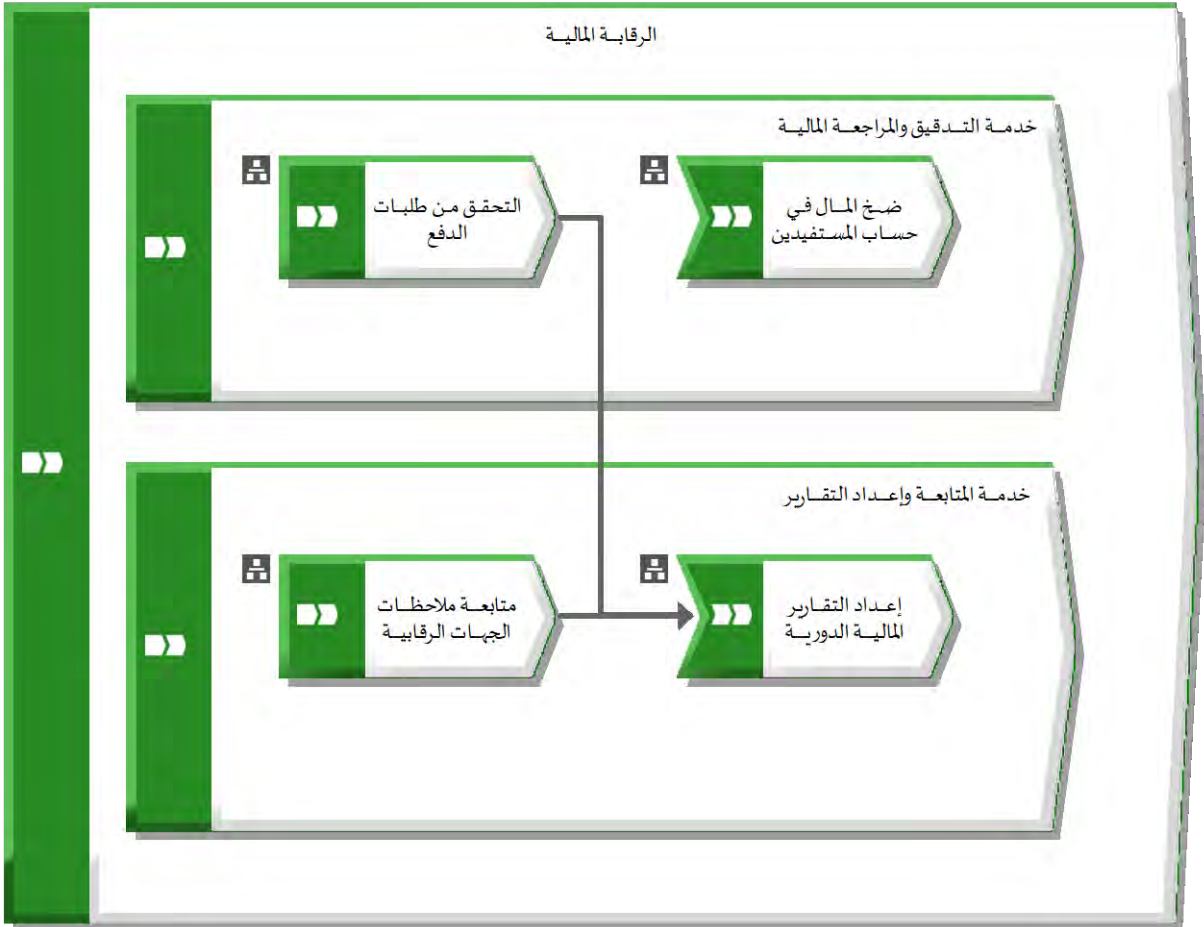 الرقابة المالية
خدمة التدقيق والمراجعة المالية
التحقق من طلبات
الدفع
ضخ المال في
حساب المستفيدين
خدمة المتابعة وإعداد التقارير
متابعة ملاحظات
الجهات الرقابية
إعداد التقارير
المالية الدورية